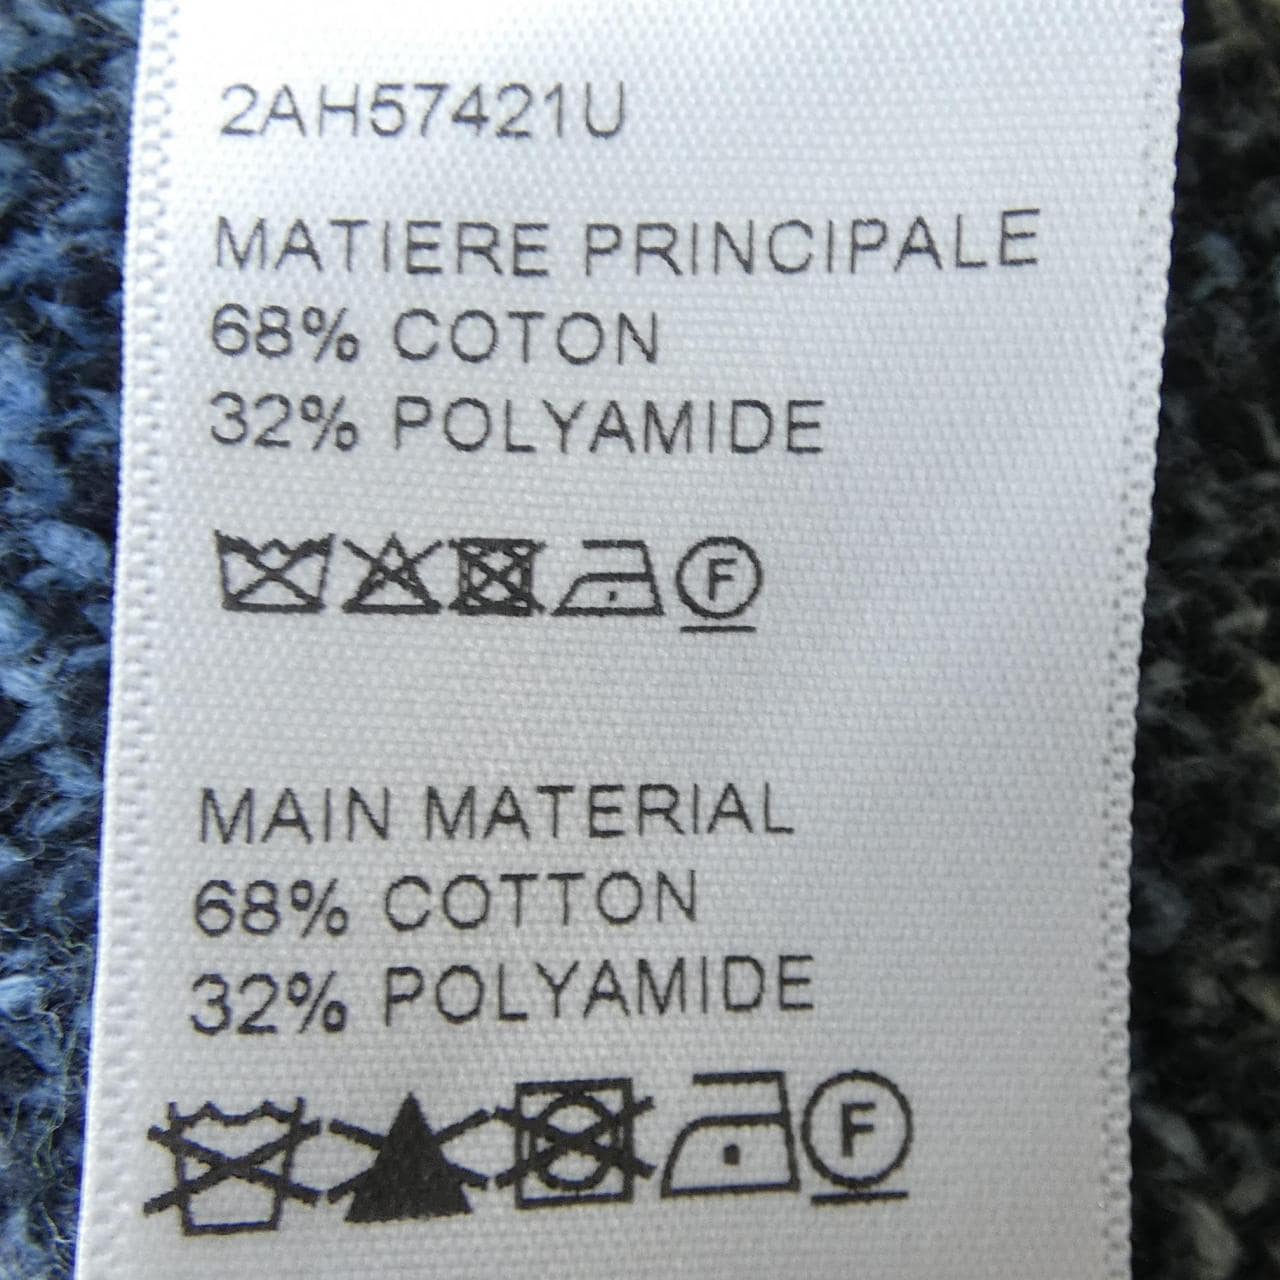 2AH57421U
MATIERE PRINCIPALE
68% COTON
32% POLYAMIDE
F
MAIN MATERIAL
68% COTTON
32% POLYAMIDE
F